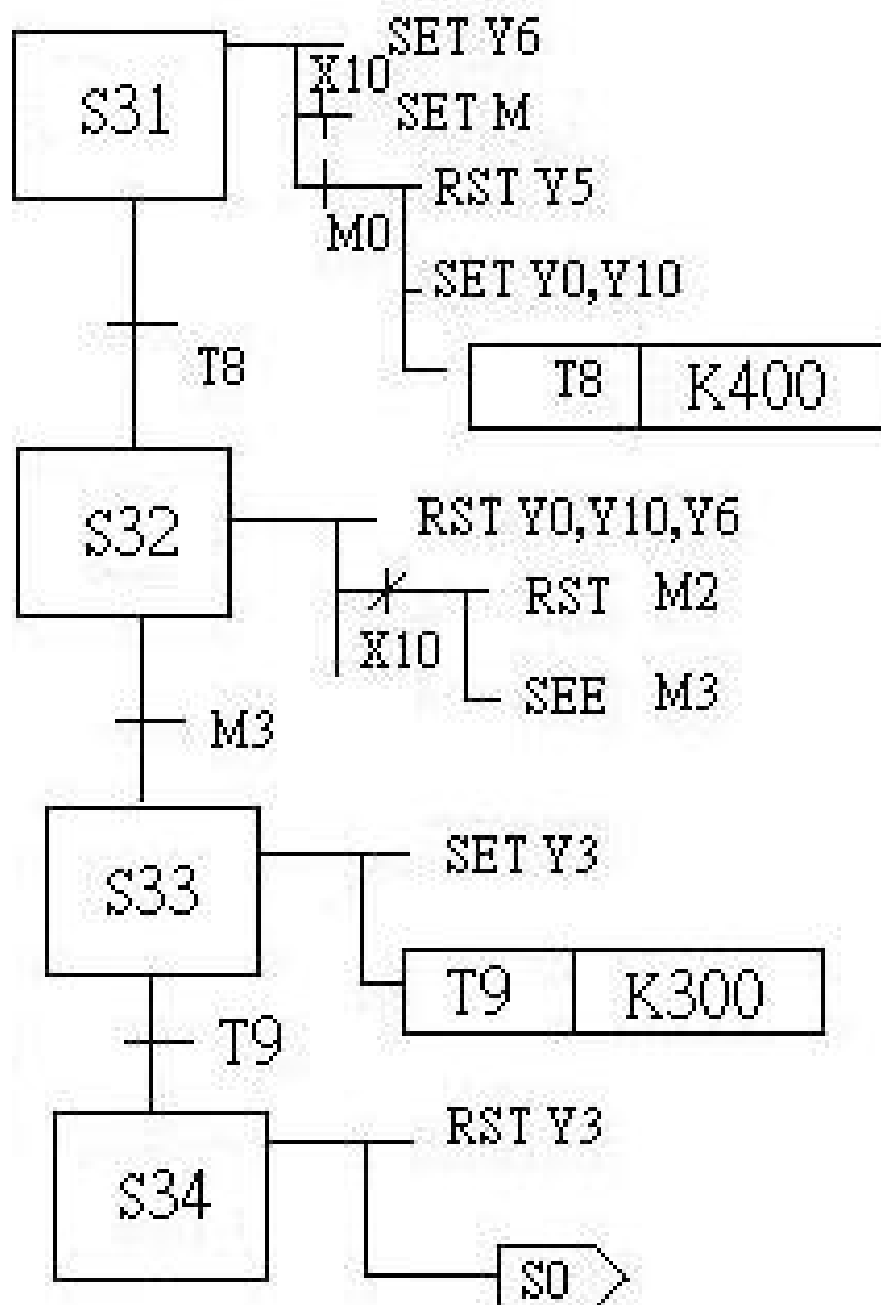 S31
SET Y6
X10
SET M
RST Y5
M0
SET Y0,Y10
T8
T8 K400
S32
RST Y0,Y10,Y6
RST M2
X10
SEE M3
M3
S33
SET Y3
T9 K300
T9
S34
RST Y3
S0